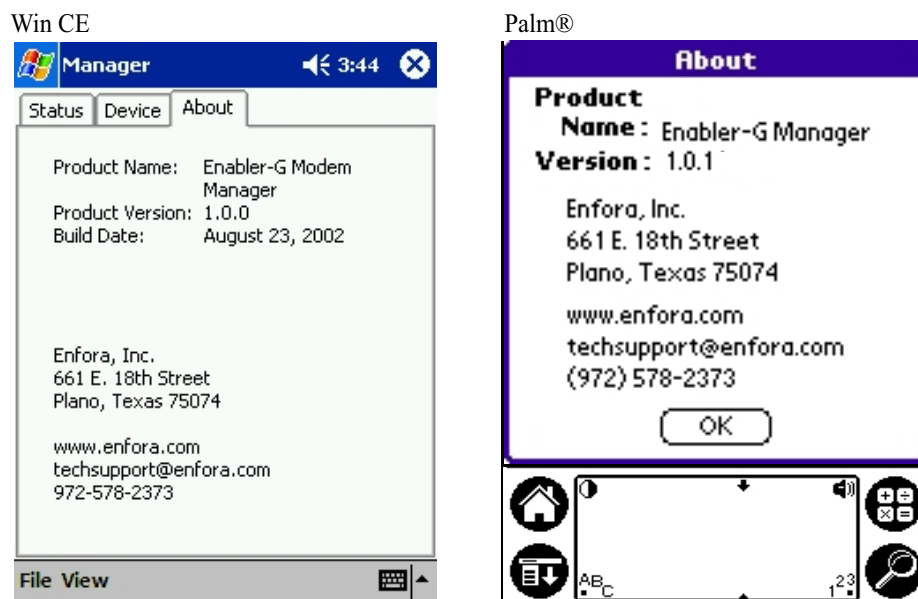 Win CE
Manager 3:44
Status Device About
Product Name: Enabler-G Modem
Manager
Product Version: 1.0.0
Build Date: August 23, 2002
Enfora, Inc.
661 E. 18th Street
Plano, Texas 75074
www.enfora.com
techsupport@enfora.com
972-578-2373
File View
Palm®
About
Product
Name: Enabler-G Manager
Version: 1.0.1
Enfora, Inc.
661 E. 18th Street
Plano, Texas 75074
www.enfora.com
techsupport@enfora.com
(972) 578-2373
OK
ABC
123